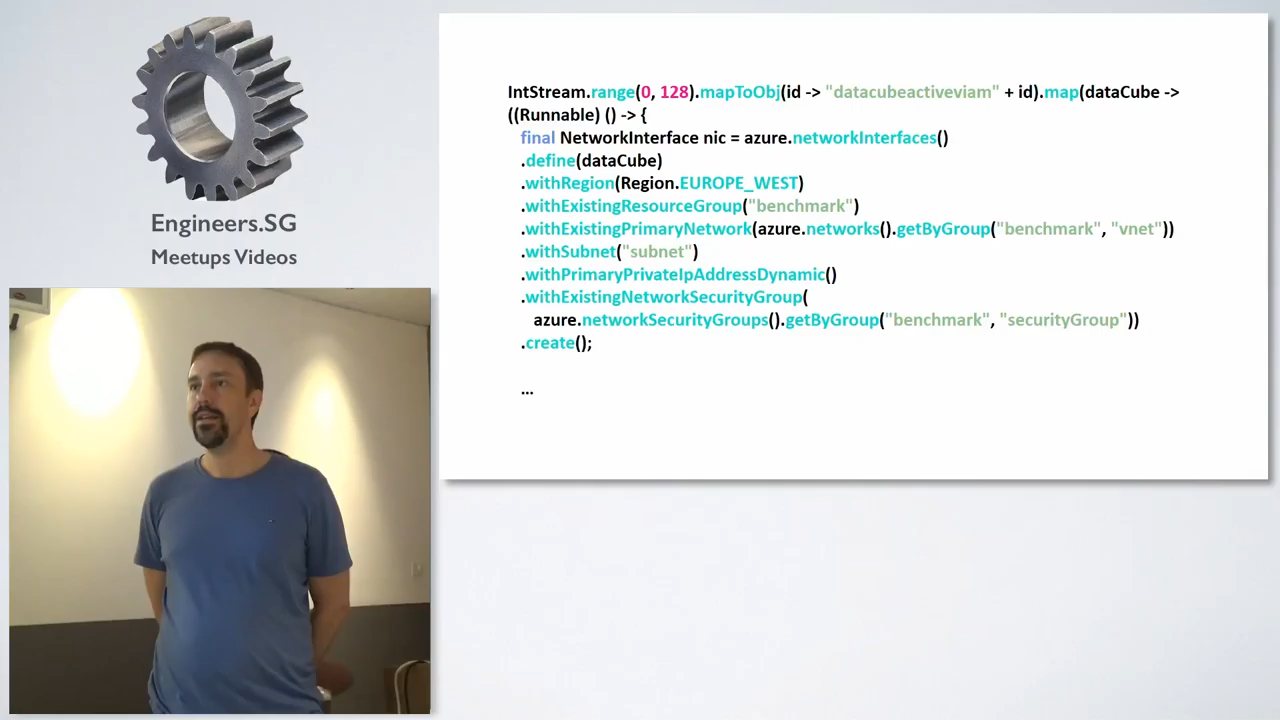 Engineers.SG
Meetups Videos
IntStream.range(0, 128).mapToObj(id -> "datacubeactiveviam" + id).map(dataCube ->
((Runnable) () -> {
final NetworkInterface nic = azure.networkInterfaces()
.define(dataCube)
.withRegion(Region.EUROPE_WEST)
.withExistingResourceGroup("benchmark")
.withExistingPrimaryNetwork(azure.networks().getByGroup("benchmark", "vnet"))
.withSubnet("subnet")
.withPrimaryPrivateIpAddressDynamic()
.withExistingNetworkSecurityGroup(
azure.networkSecurityGroups().getByGroup("benchmark", "securityGroup"))
.create();
...